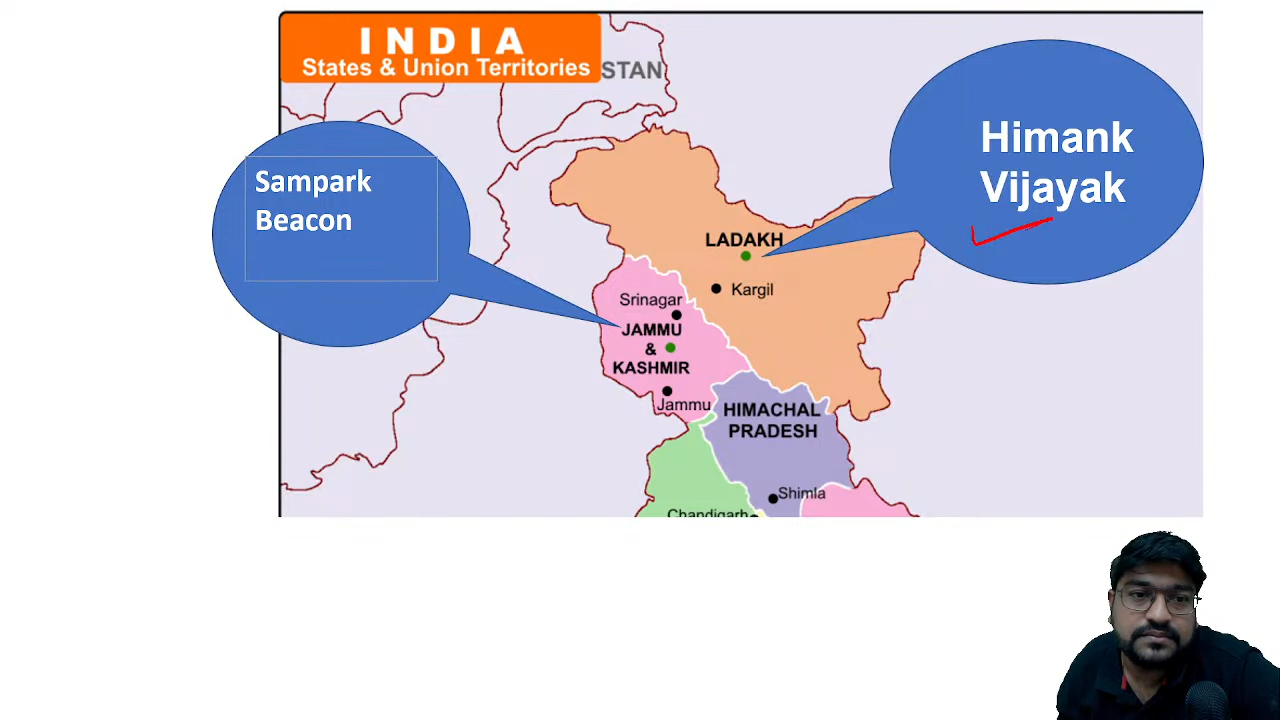 INDIA
States & Union Territories
STAN
Himank
Vijayak
Sampark
Beacon
LADAKH
Kargil
Srinagar
JAMMU
&
KASHMIR
Jammu
HIMACHAL
PRADESH
Shimla
Chandigarh